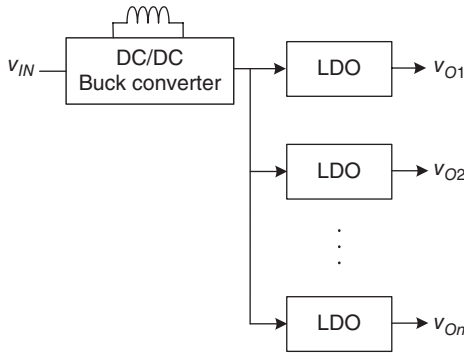 v_IN
DC/DC
Buck converter
LDO
v_O1
LDO
v_O2
LDO
v_On